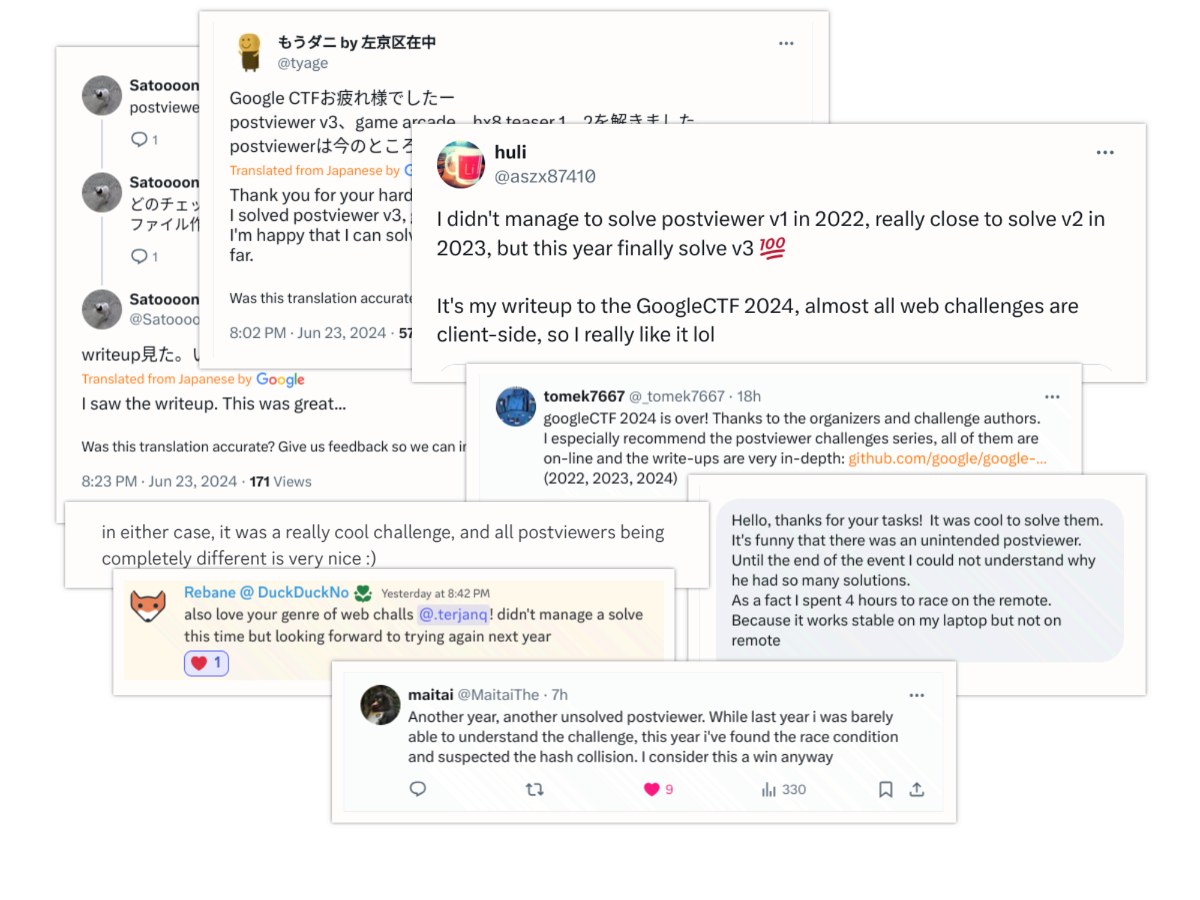 Satoooon
postviewe
1
Satoooon
どのチェッ
ファイル作
1
Satoooon
@Satoooo
writeup見た。
Translated from Japanese by Google
I saw the writeup. This was great...
Was this translation accurate? Give us feedback so we can
8:23 PM · Jun 23, 2024 · 171 Views
もうダニ by 左京区在中
@tyage
Google CTFお疲れ様でしたー
postviewer v3、game arcade、hx8 teaser 1、2を解きました
postviewerは今のところ
Translated from Japanese by
Thank you for your hard
I solved postviewer v3,
I'm happy that I can solv
far.
Was this translation accurate
8:02 PM · Jun 23, 2024 · 57
huli
@aszx87410
I didn't manage to solve postviewer v1 in 2022, really close to solve v2 in
2023, but this year finally solve v3 💯
It's my writeup to the GoogleCTF 2024, almost all web challenges are
client-side, so I really like it lol
tomek7667 @_tomek7667 · 18h
googleCTF 2024 is over! Thanks to the organizers and challenge authors.
I especially recommend the postviewer challenges series, all of them are
on-line and the write-ups are very in-depth: github.com/google/google-...
(2022, 2023, 2024)
in either case, it was a really cool challenge, and all postviewers being
completely different is very nice :)
Hello, thanks for your tasks! It was cool to solve them.
It's funny that there was an unintended postviewer.
Until the end of the event I could not understand why
he had so many solutions.
As a fact I spent 4 hours to race on the remote.
Because it works stable on my laptop but not on
remote
Rebane @ DuckDuckNo Yesterday at 8:42 PM
also love your genre of web challs @.terjanq! didn't manage a solve
this time but looking forward to trying again next year
1
maitai @MaitaiThe · 7h
Another year, another unsolved postviewer. While last year i was barely
able to understand the challenge, this year i've found the race condition
and suspected the hash collision. I consider this a win anyway
9
330